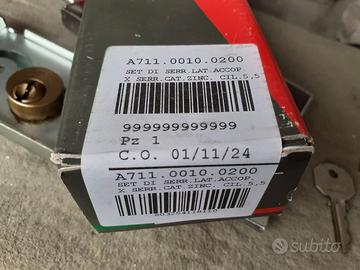 A711.0010.0200
SET DI SERR.LAT.ACCOP.
X SERR.CAT.ZINC. CIL.5,5
999999999999
Pz 1
C.O. 01/11/24
A711.0010.0200
SET DI SERR.LAT.ACCOP.
X SERR.CAT.ZINC. CIL.5,5
subito